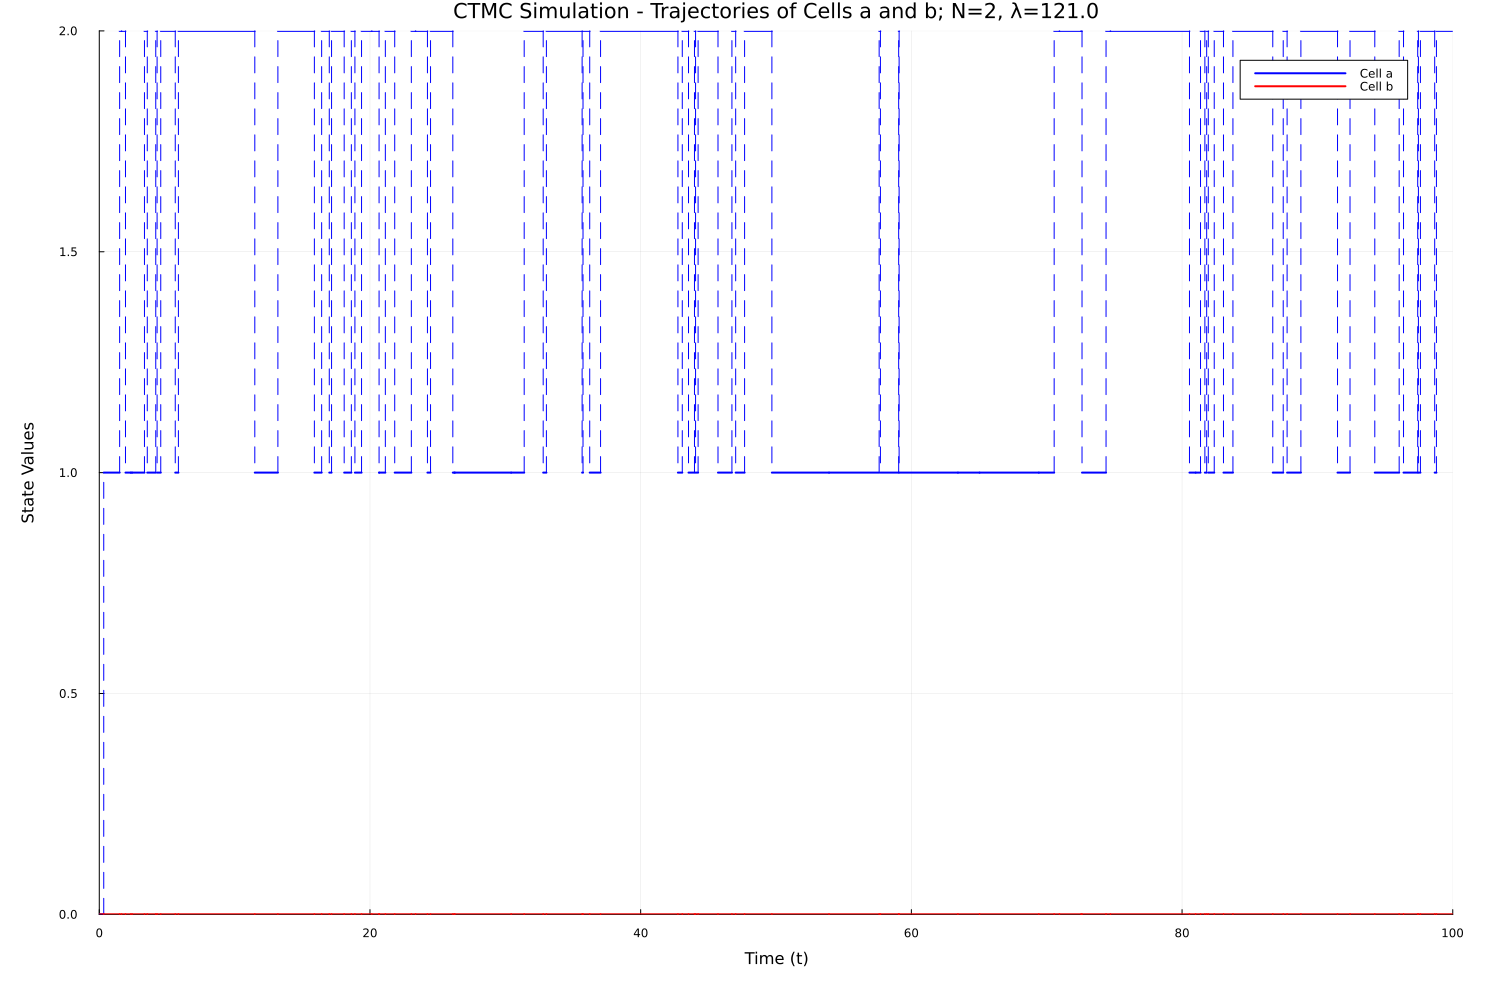 CTMC Simulation - Trajectories of Cells a and b; N=2, λ=121.0
2.0
Cell a
Cell b
1.5
State Values
1.0
0.5
0.0
0 20 40 60 80 100
Time (t)